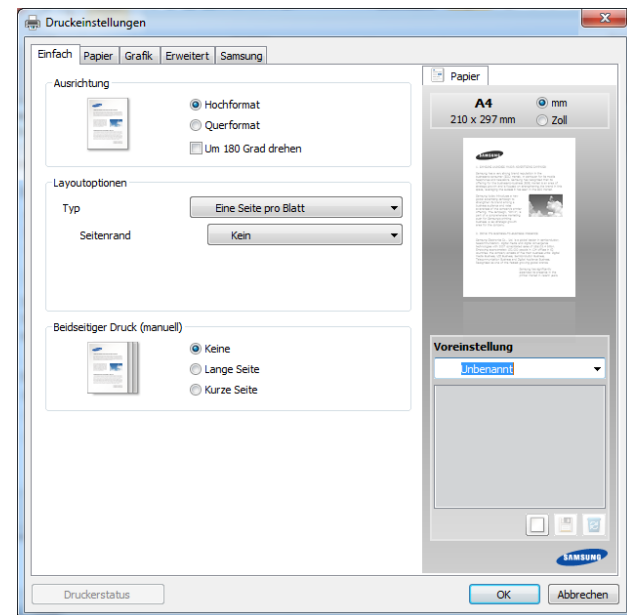 Druckeinstellungen
Einfach Papier Grafik Erweitert Samsung
Ausrichtung
Hochformat
Querformat
Um 180 Grad drehen
Layoutoptionen
Typ Eine Seite pro Blatt
Seitenrand Kein
Beidseitiger Druck (manuell)
Keine
Lange Seite
Kurze Seite
Papier
A4 mm
210 x 297 mm Zoll
SAMSUNG
Voreinstellung
Unbenannt
SAMSUNG
Druckerstatus OK Abbrechen